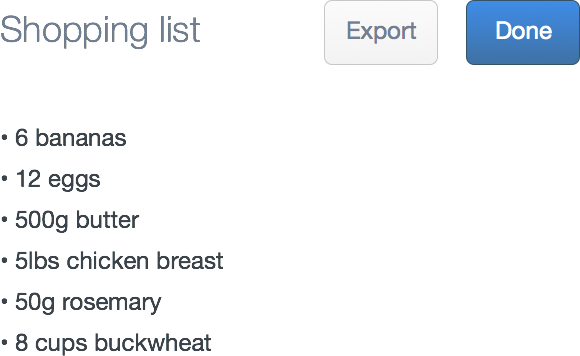 Shopping list
Export
Done
• 6 bananas
• 12 eggs
• 500g butter
• 5lbs chicken breast
• 50g rosemary
• 8 cups buckwheat